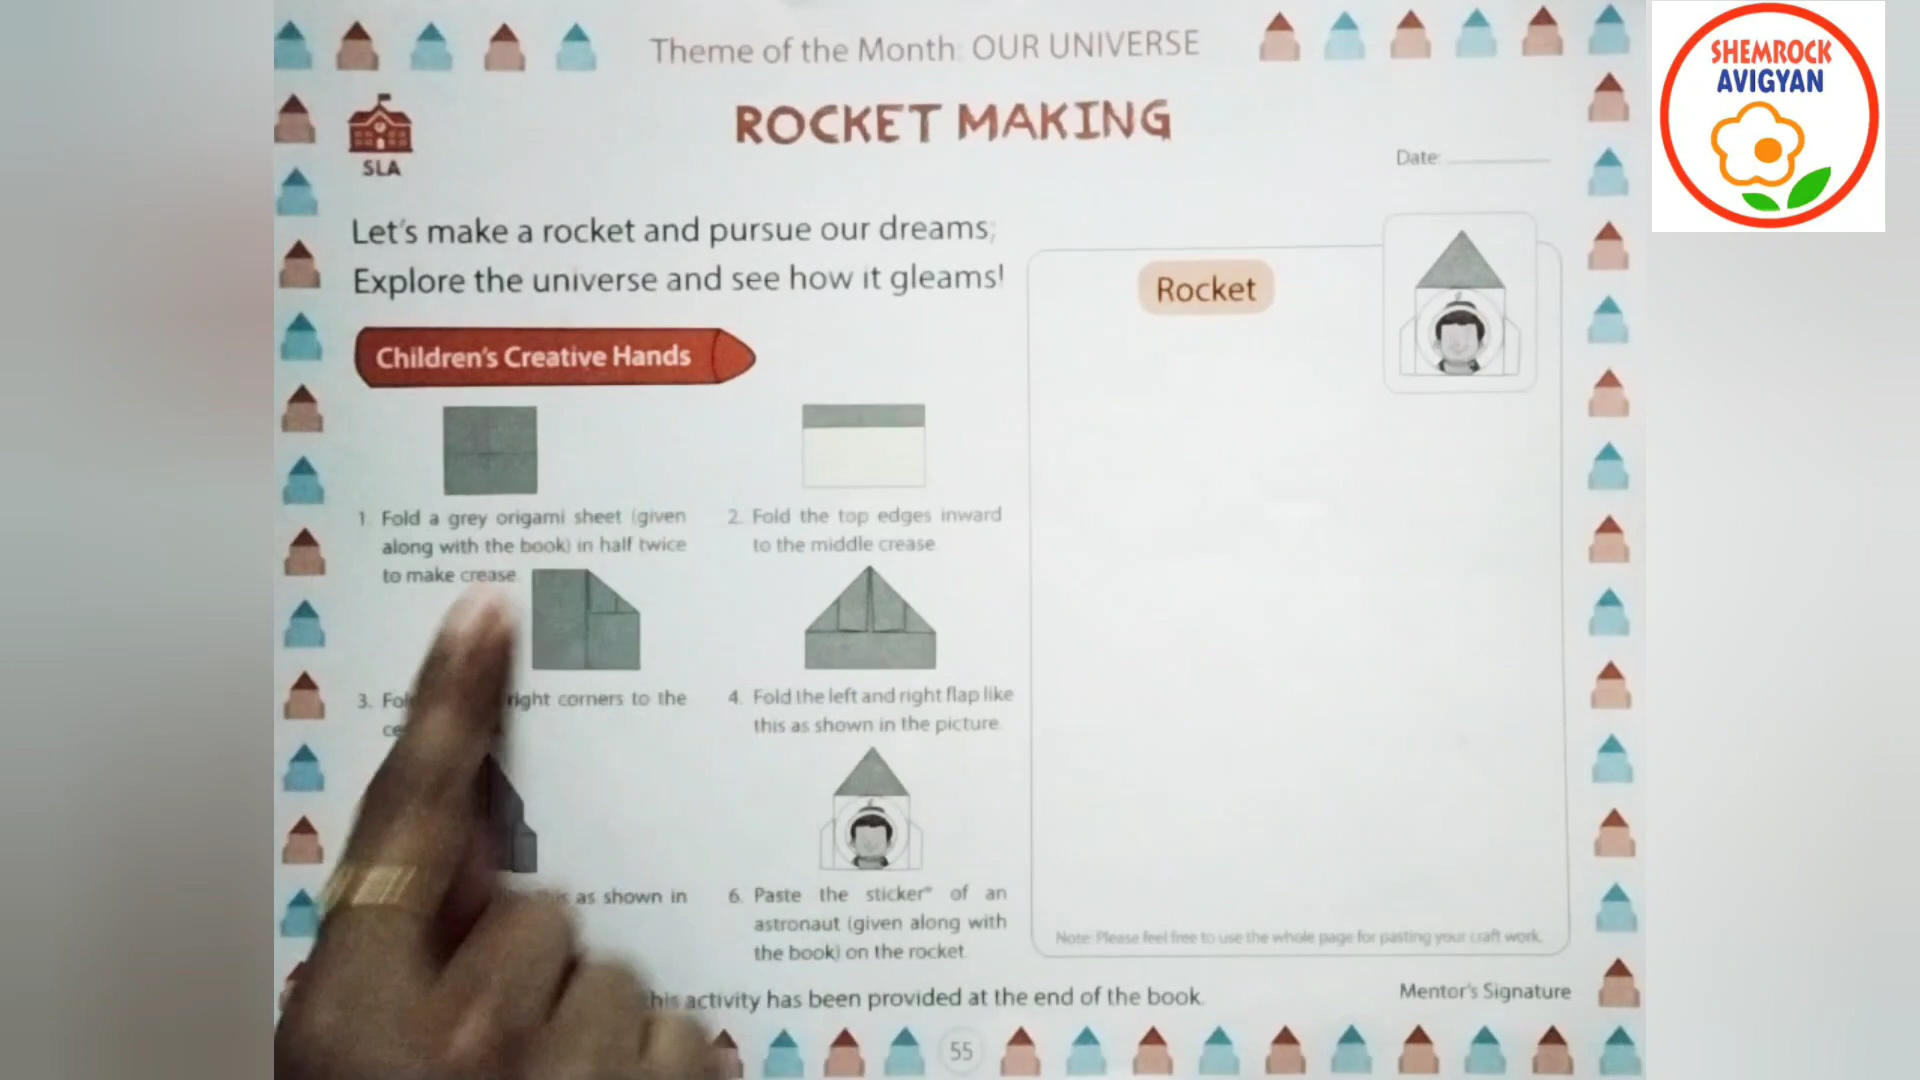 Theme of the Month: OUR UNIVERSE
SHEMROCK
AVIGYAN
ROCKET MAKING
SLA
Date:
Let's make a rocket and pursue our dreams;
Explore the universe and see how it gleams!
Rocket
Children's Creative Hands
1. Fold a grey origami sheet (given
along with the book) in half twice
to make crease.
2. Fold the top edges inward
to the middle crease.
3. right corners to the
4. Fold the left and right flap like
this as shown in the picture.
as shown in
6. Paste the sticker* of an
astronaut (given along with
the book) on the rocket.
Note: Please feel free to use the whole page for pasting your craft work.
this activity has been provided at the end of the book.
Mentor's Signature
55